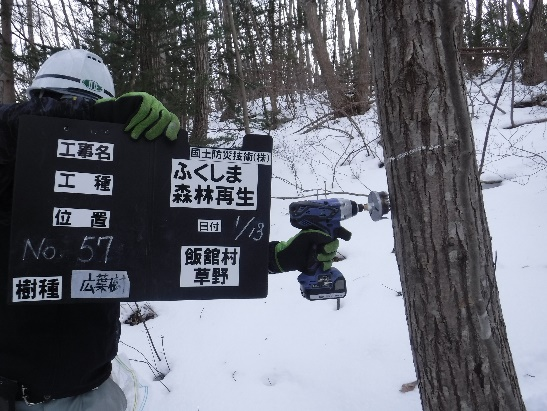 工事名
国土防災技術(株)
工種
ふくしま
森林再生
位置
日付
1/13
No. 57
飯舘村
草野
樹種
広葉樹